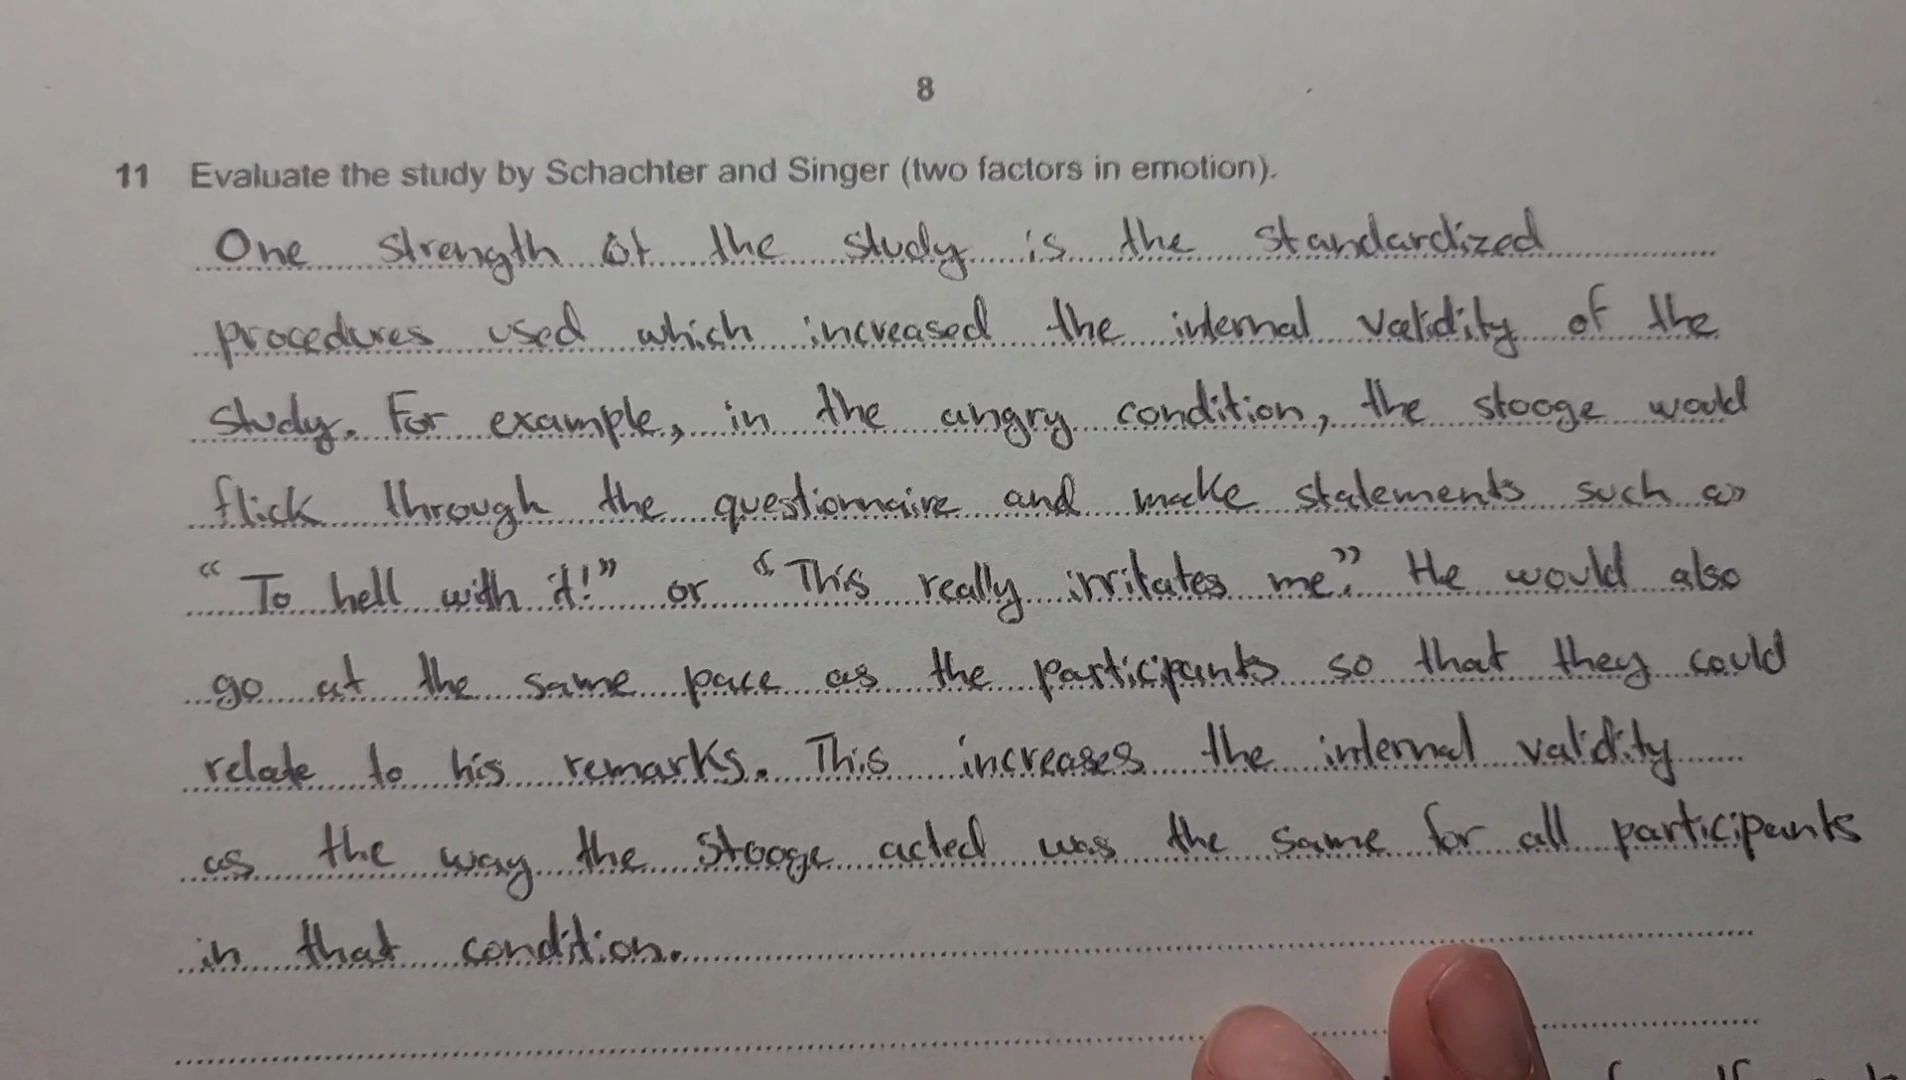 8
11 Evaluate the study by Schachter and Singer (two factors in emotion).
One strength of the study is the standardized
procedures used which increased the internal validity of the
study. For example, in the angry condition, the stooge would
flick through the questionnaire and make statements such as
“To hell with it!” or “This really irritates me”. He would also
go at the same pace as the participants so that they could
relate to his remarks. This increases the internal validity
as the way the stooge acted was the same for all participants
in that condition.